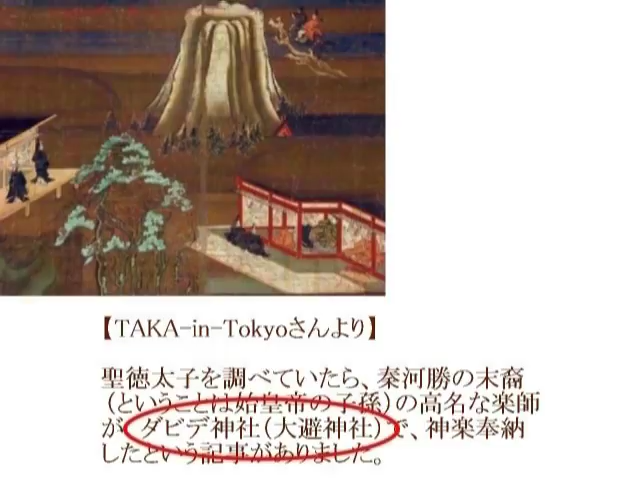 【TAKA-in-Tokyoさんより】
聖徳太子を調べていたら、秦河勝の末裔
（ということは始皇帝の子孫）の高名な楽師
が、ダビデ神社（大避神社）で、神楽奉納
したという記事がありました。